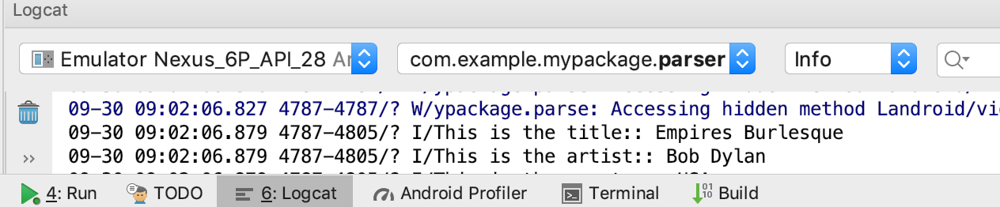 Logcat
Emulator Nexus_6P_API_28 An
com.example.mypackage.parser
Info
09-30 09:02:06.827 4787-4787/? W/ypackage.parse: Accessing hidden method Landroid/vi
09-30 09:02:06.879 4787-4805/? I/This is the title:: Empires Burlesque
09-30 09:02:06.879 4787-4805/? I/This is the artist:: Bob Dylan
4: Run TODO 6: Logcat Android Profiler Terminal Build